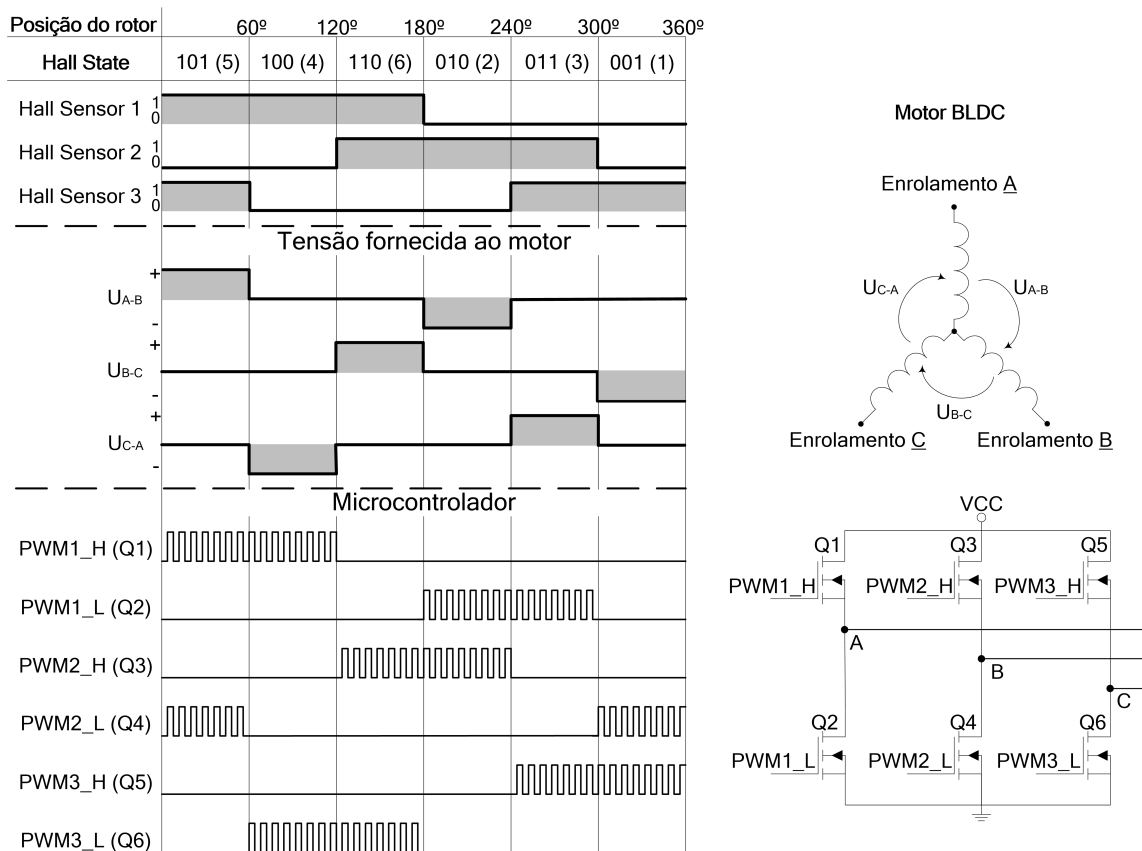 Posição do rotor 60º 120º 180º 240º 300º 360º
Hall State 101 (5) 100 (4) 110 (6) 010 (2) 011 (3) 001 (1)
Hall Sensor 1 1 0
Hall Sensor 2 1 0
Hall Sensor 3 1 0
Tensão fornecida ao motor
+
UA-B
-
+
UB-C
-
+
UC-A
-
Microcontrolador
PWM1_H (Q1)
PWM1_L (Q2)
PWM2_H (Q3)
PWM2_L (Q4)
PWM3_H (Q5)
PWM3_L (Q6)
Motor BLDC
Enrolamento A
UC-A UA-B
UB-C
Enrolamento C Enrolamento B
VCC
Q1 Q3 Q5
PWM1_H PWM2_H PWM3_H
A
B
C
Q2 Q4 Q6
PWM1_L PWM2_L PWM3_L